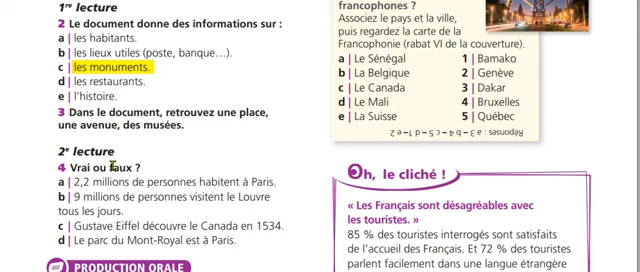 1re lecture
2 Le document donne des informations sur :
a | les habitants.
b | les lieux utiles (poste, banque…).
c | les monuments.
d | les restaurants.
e | l'histoire.
3 Dans le document, retrouvez une place,
une avenue, des musées.
2e lecture
4 Vrai ou faux ?
a | 2,2 millions de personnes habitent à Paris.
b | 9 millions de personnes visitent le Louvre
tous les jours.
c | Gustave Eiffel découvre le Canada en 1534.
d | Le parc du Mont-Royal est à Paris.
PRODUCTION ORALE
francophones ?
Associez le pays et la ville,
puis regardez la carte de la
Francophonie (rabat VI de la couverture).
a | Le Sénégal 1 | Bamako
b | La Belgique 2 | Genève
c | Le Canada 3 | Dakar
d | Le Mali 4 | Bruxelles
e | La Suisse 5 | Québec
Réponses : a 3 – b 4 – c 5 – d 1 – e 2
Oh, le cliché !
« Les Français sont désagréables avec
les touristes. »
85 % des touristes interrogés sont satisfaits
de l'accueil des Français. Et 72 % des touristes
parlent facilement dans une langue étrangère